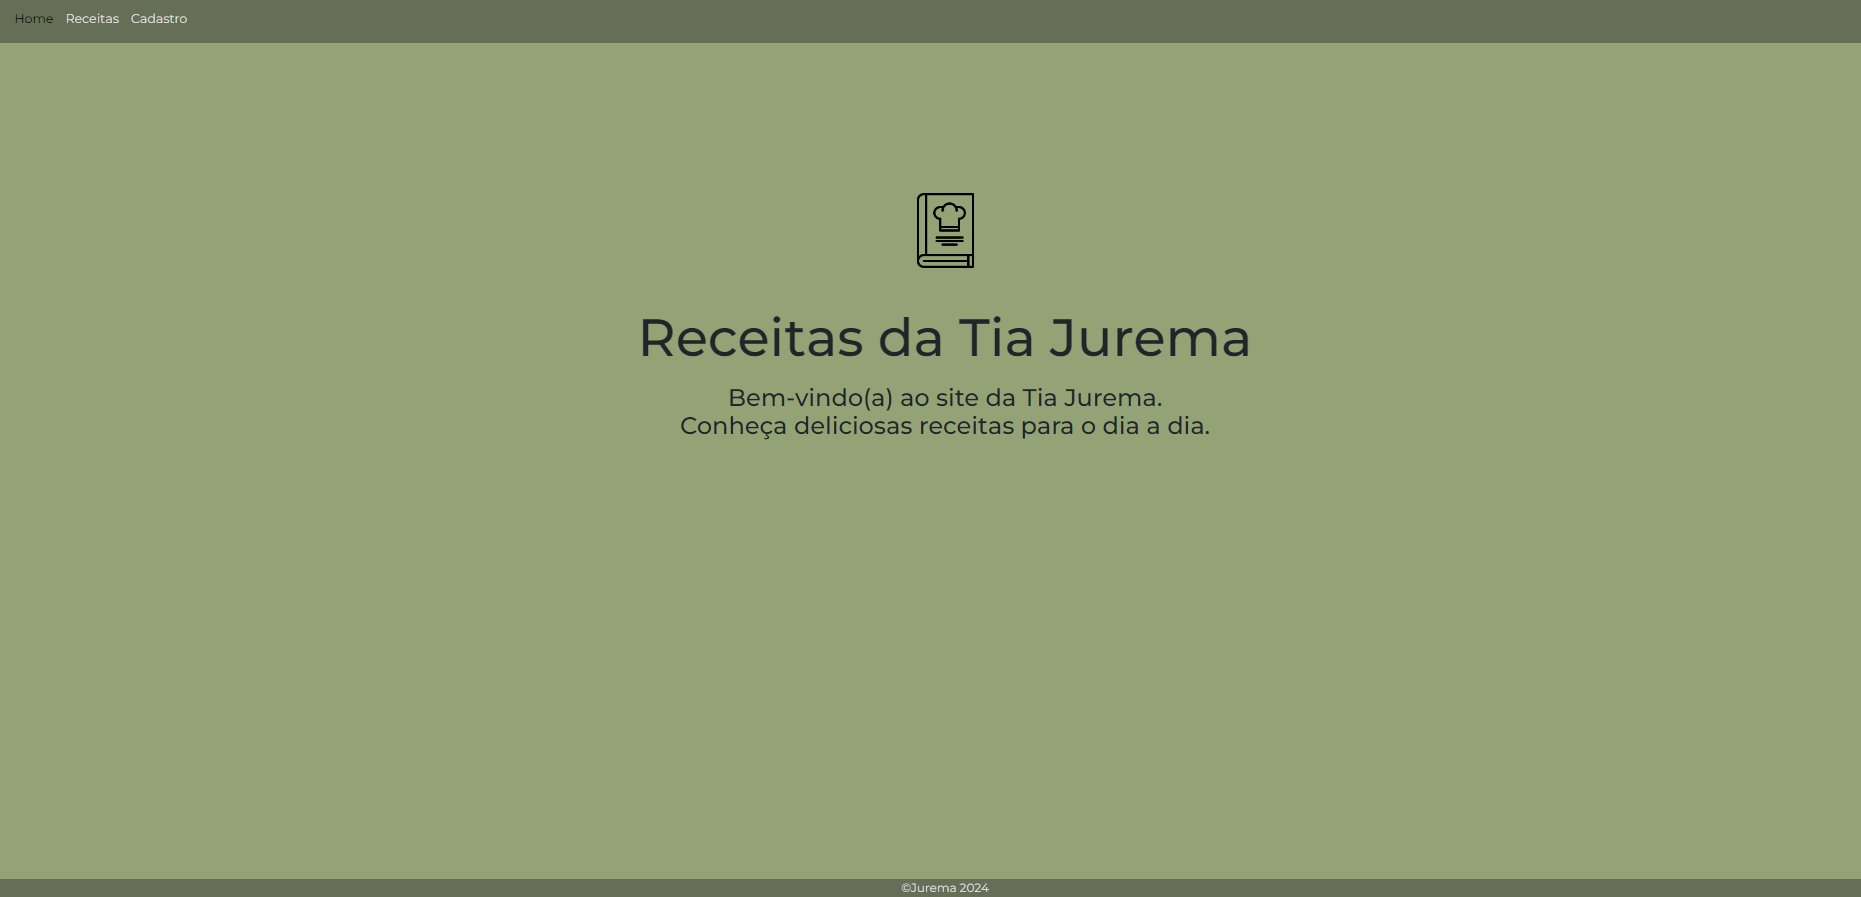 Home Receitas Cadastro
Receitas da Tia Jurema
Bem-vindo(a) ao site da Tia Jurema.
Conheça deliciosas receitas para o dia a dia.
©Jurema 2024